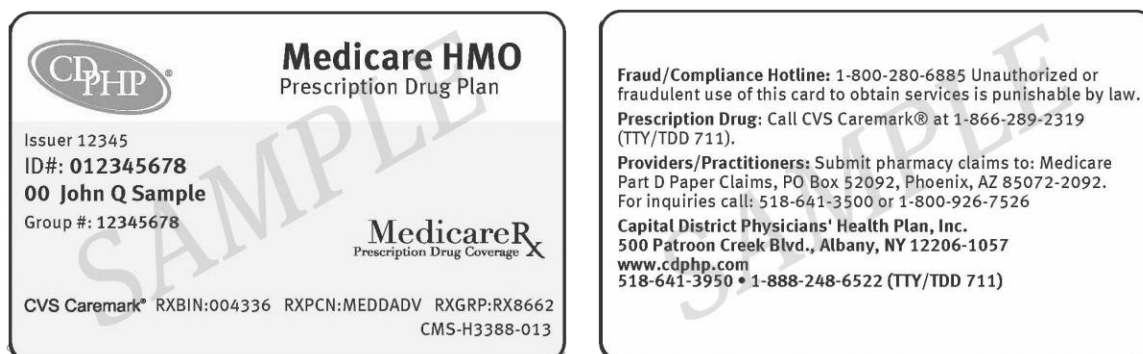 CDPHP®
Medicare HMO
Prescription Drug Plan
Issuer 12345
ID#: 012345678
00 John Q Sample
Group #: 12345678
MedicareRx
Prescription Drug Coverage
CVS Caremark® RXBIN:004336 RXPCN:MEDDADV RXGRP:RX8662
CMS-H3388-013
SAMPLE
Fraud/Compliance Hotline: 1-800-280-6885 Unauthorized or
fraudulent use of this card to obtain services is punishable by law.
Prescription Drug: Call CVS Caremark® at 1-866-289-2319
(TTY/TDD 711).
Providers/Practitioners: Submit pharmacy claims to: Medicare
Part D Paper Claims, PO Box 52092, Phoenix, AZ 85072-2092.
For inquiries call: 518-641-3500 or 1-800-926-7526
Capital District Physicians' Health Plan, Inc.
500 Patroon Creek Blvd., Albany, NY 12206-1057
www.cdphp.com
518-641-3950 • 1-888-248-6522 (TTY/TDD 711)
SAMPLE